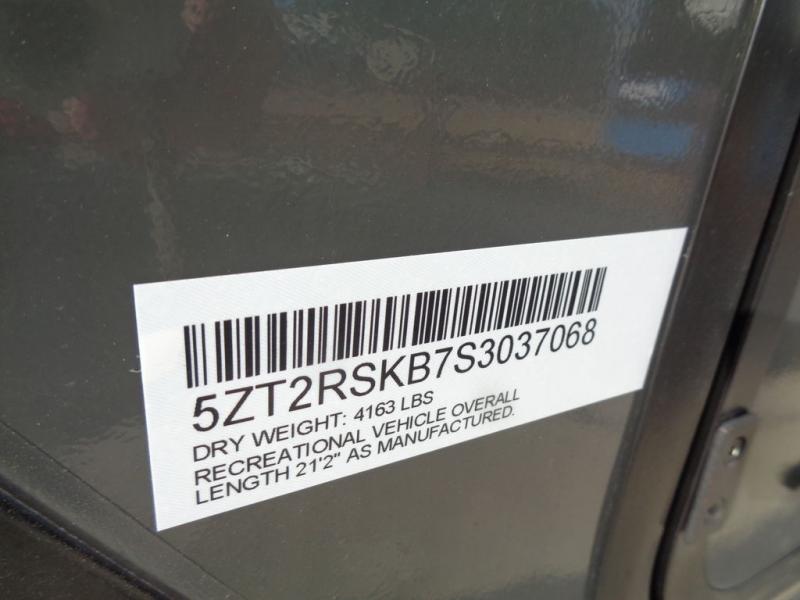 5ZT2RSKB7S3037068
DRY WEIGHT: 4163 LBS
RECREATIONAL VEHICLE OVERALL
LENGTH 21'2" AS MANUFACTURED.